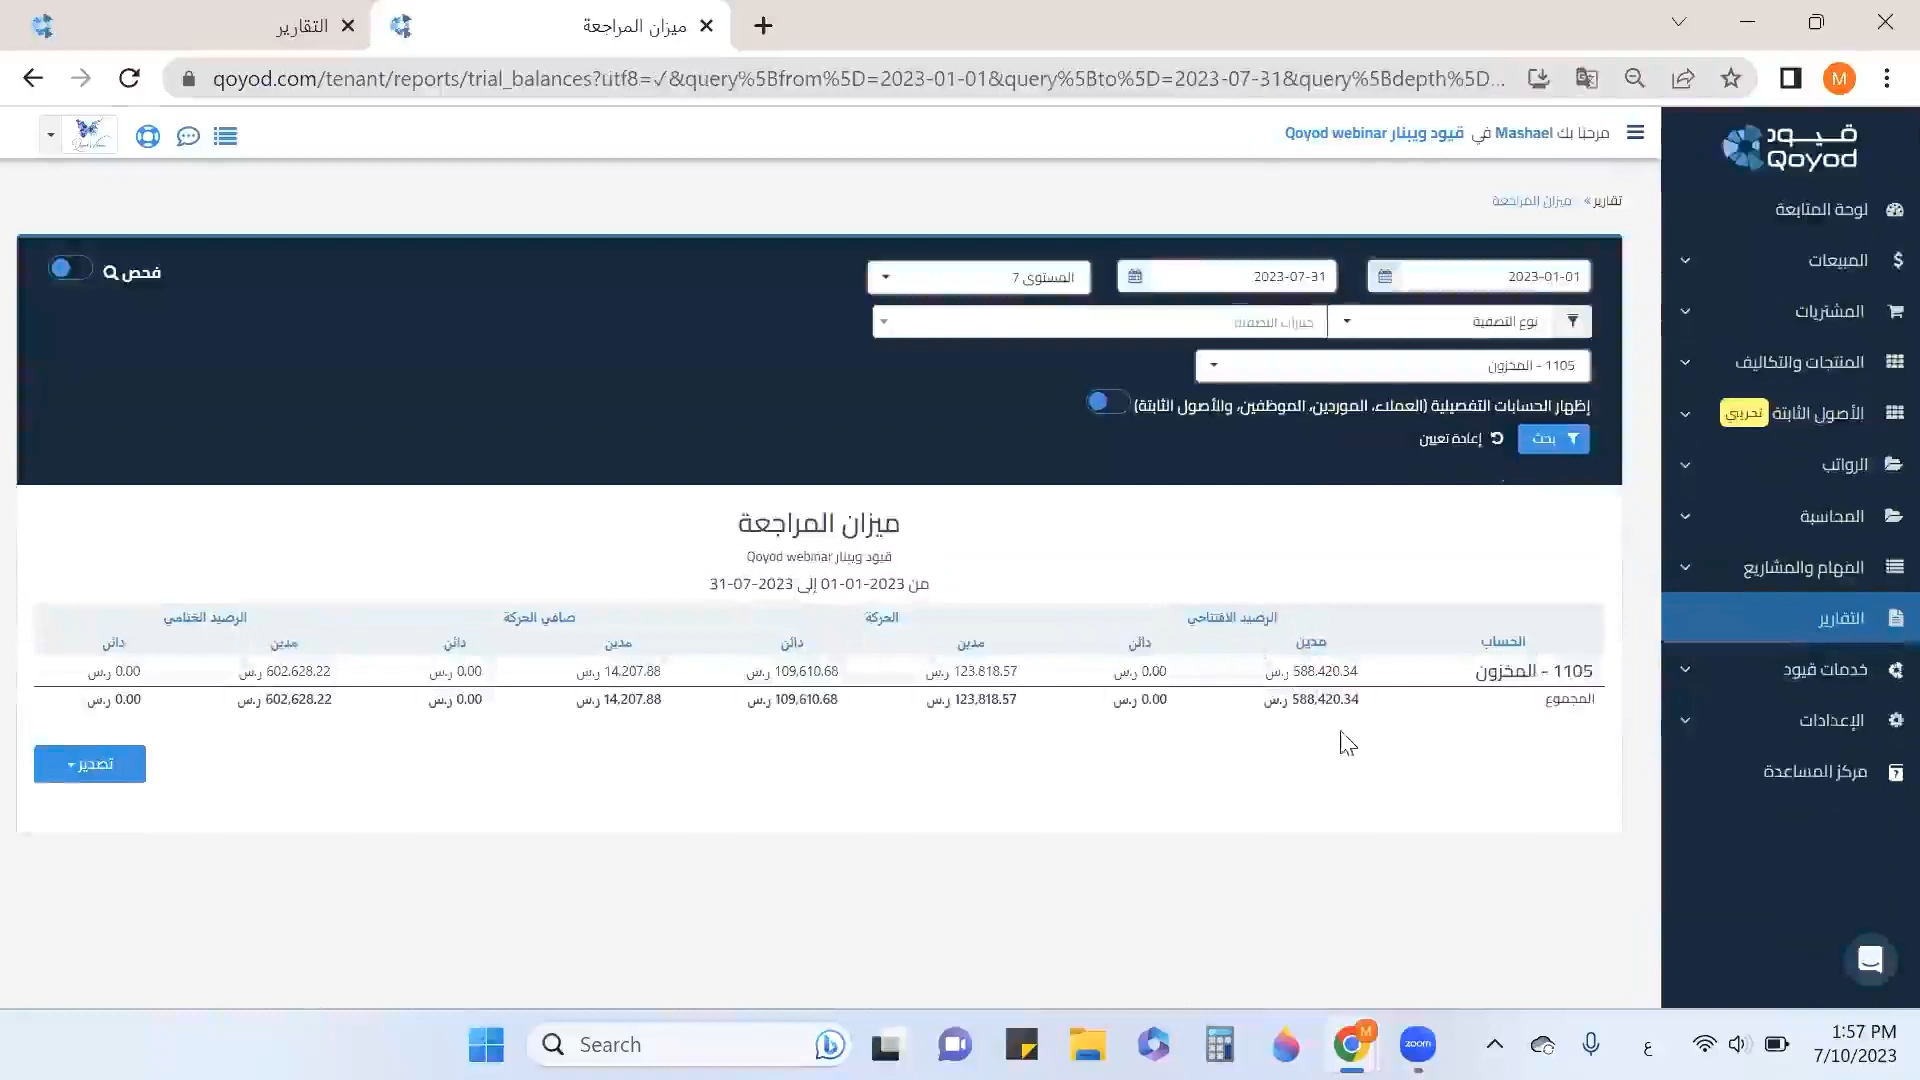 التقارير
ميزان المراجعة
qoyod.com/tenant/reports/trial_balances?utf8=✓&query%5Bfrom%5D=2023-01-01&query%5Bto%5D=2023-07-31&query%5Bdepth%5D...
M
مرحبًا بك Mashael في قيود ويبنار Qoyod webinar
قيود
Qoyod
لوحة المتابعة
المبيعات
المشتريات
المنتجات والتكاليف
الأصول الثابتة تجريبي
الرواتب
المحاسبة
المهام والمشاريع
التقارير
خدمات قيود
الإعدادات
مركز المساعدة
تقارير » ميزان المراجعة
2023-01-01
2023-07-31
المستوى 7
فحص
نوع التصفية
خيارات التصفية
1105 - المخزون
إظهار الحسابات التفصيلية (العملاء، الموردين، الموظفين، والأصول الثابتة)
بحث
إعادة تعيين
ميزان المراجعة
قيود ويبنار Qoyod webinar
من 2023-01-01 إلى 2023-07-31
الرصيد الافتتاحي الحركة صافي الحركة الرصيد الختامي
الحساب مدين دائن مدين دائن مدين دائن مدين دائن
1105 - المخزون 588,420.34 ر.س 0.00 ر.س 123,818.57 ر.س 109,610.68 ر.س 14,207.88 ر.س 0.00 ر.س 602,628.22 ر.س 0.00 ر.س
المجموع 588,420.34 ر.س 0.00 ر.س 123,818.57 ر.س 109,610.68 ر.س 14,207.88 ر.س 0.00 ر.س 602,628.22 ر.س 0.00 ر.س
تصدير
Search
M
zoom
ع
1:57 PM
7/10/2023